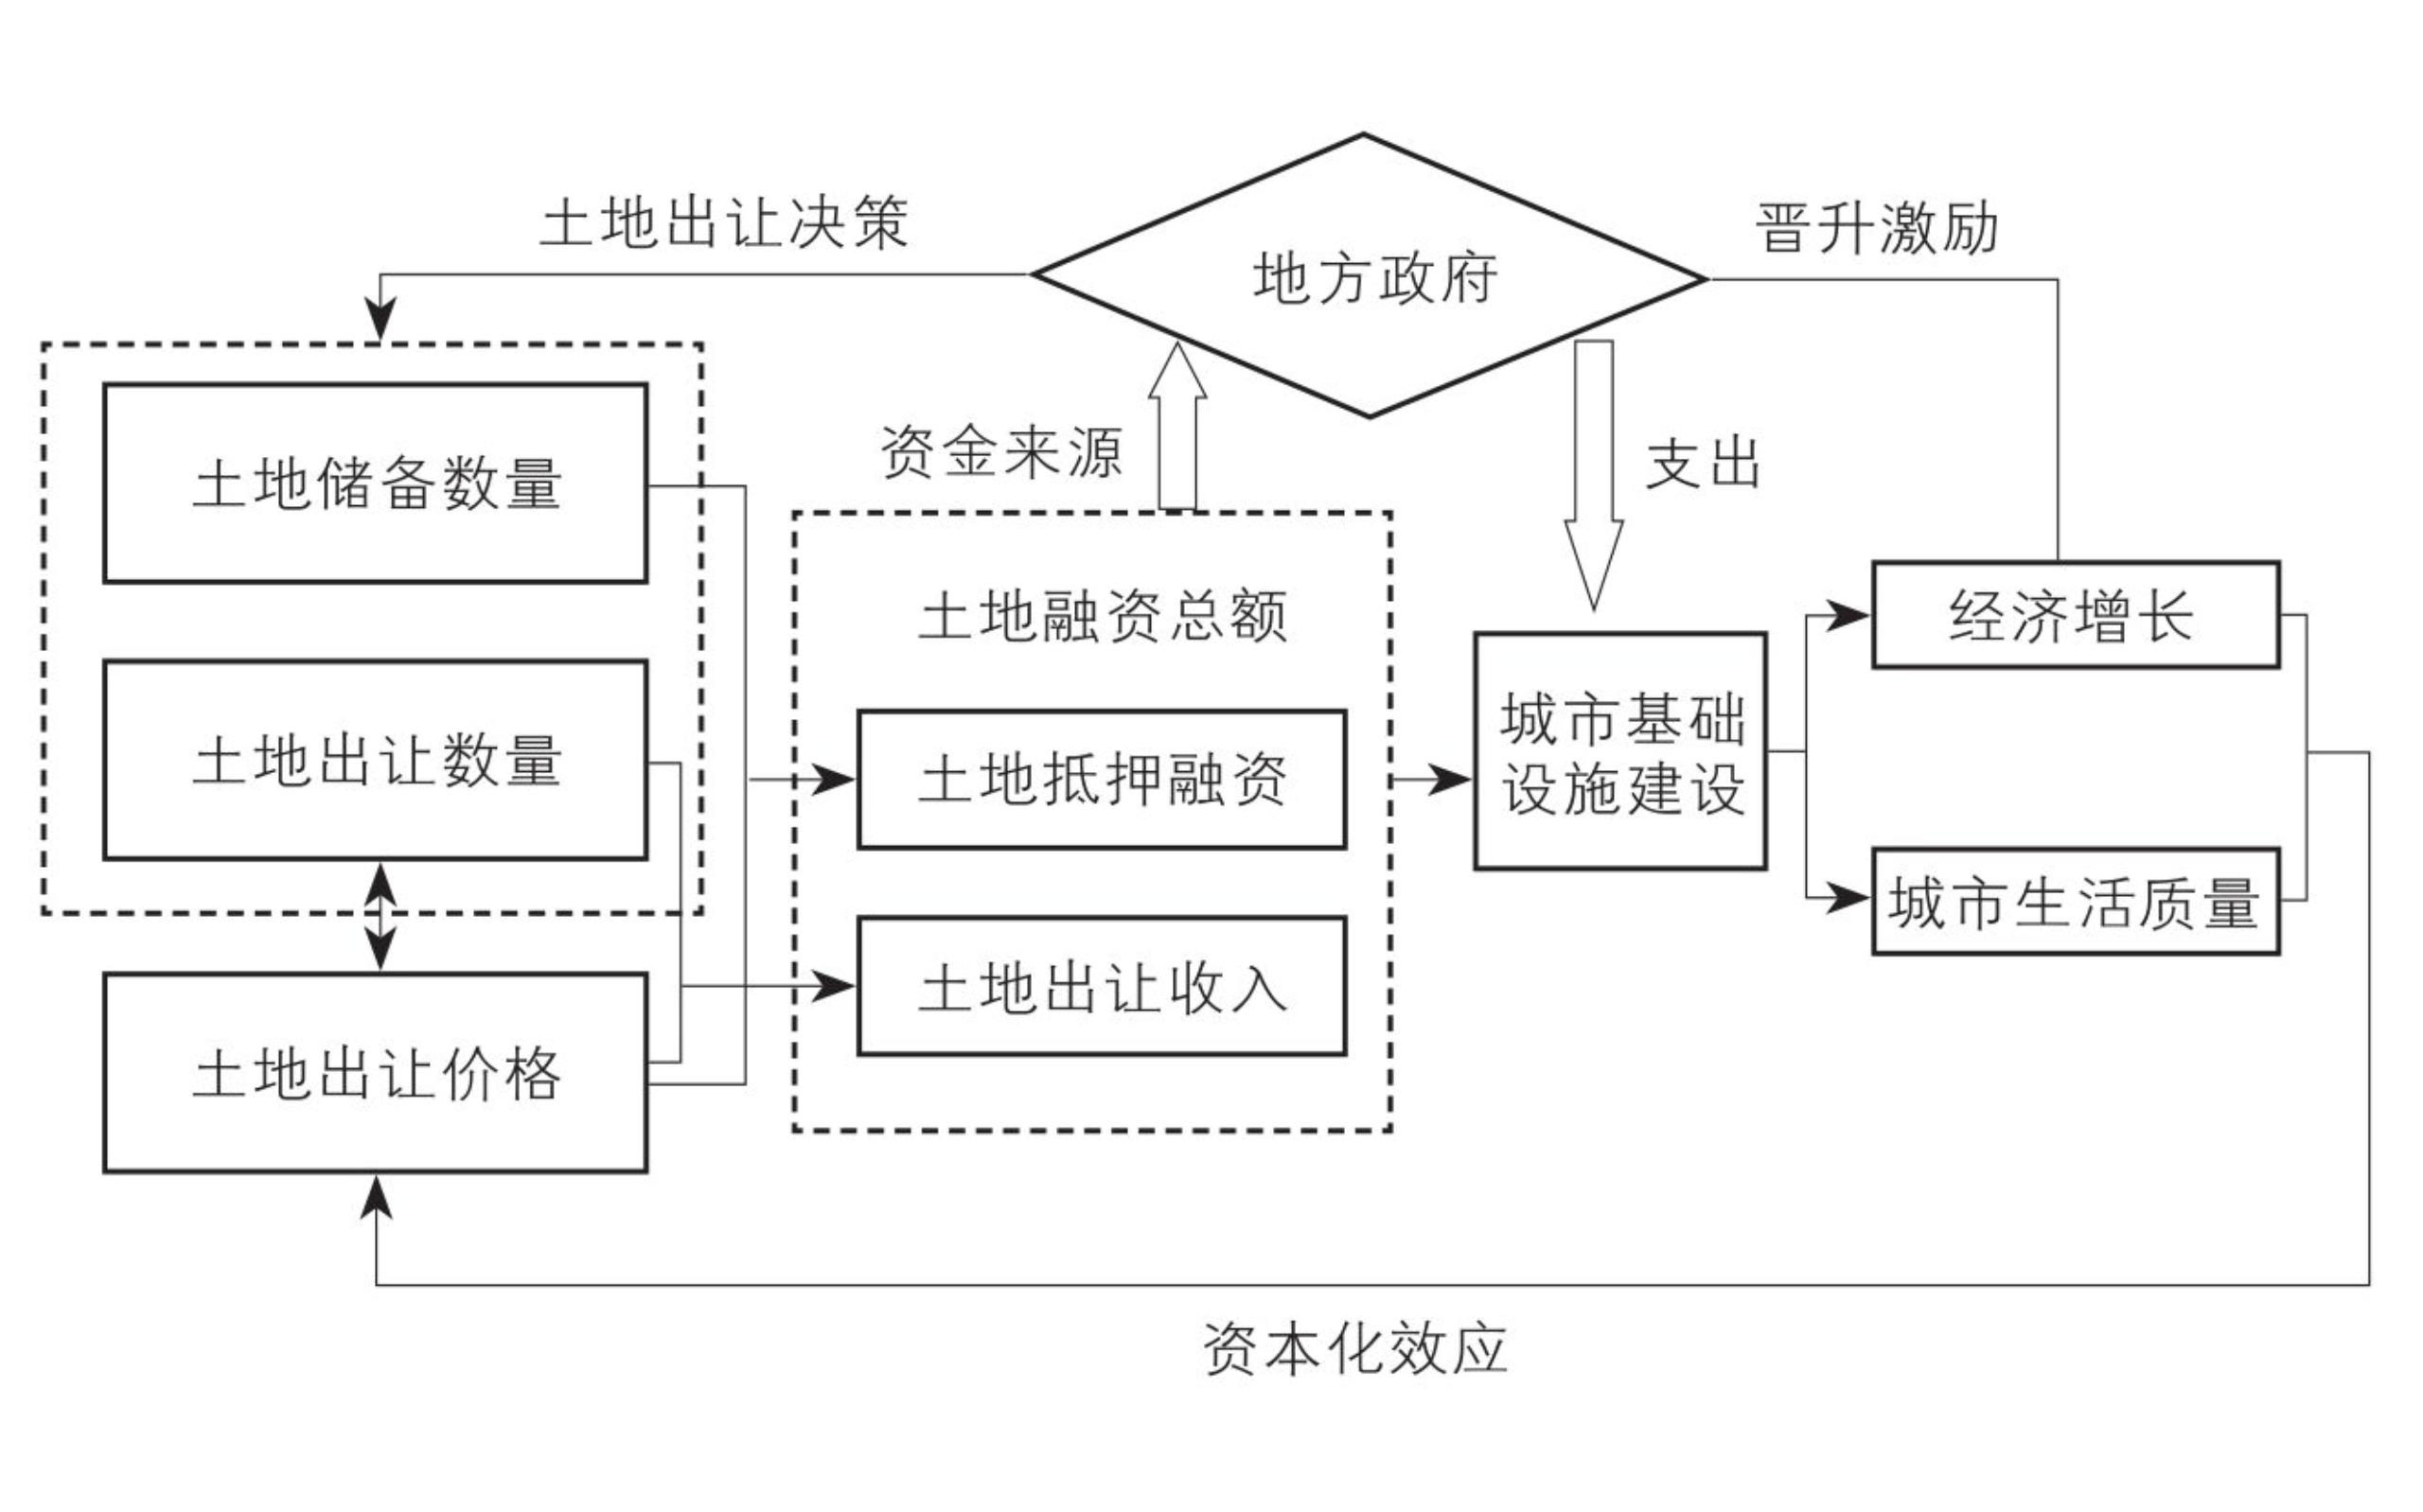 土地出让决策
地方政府
晋升激励
资金来源
支出
土地储备数量
土地出让数量
土地出让价格
土地融资总额
土地抵押融资
土地出让收入
城市基础
设施建设
经济增长
城市生活质量
资本化效应